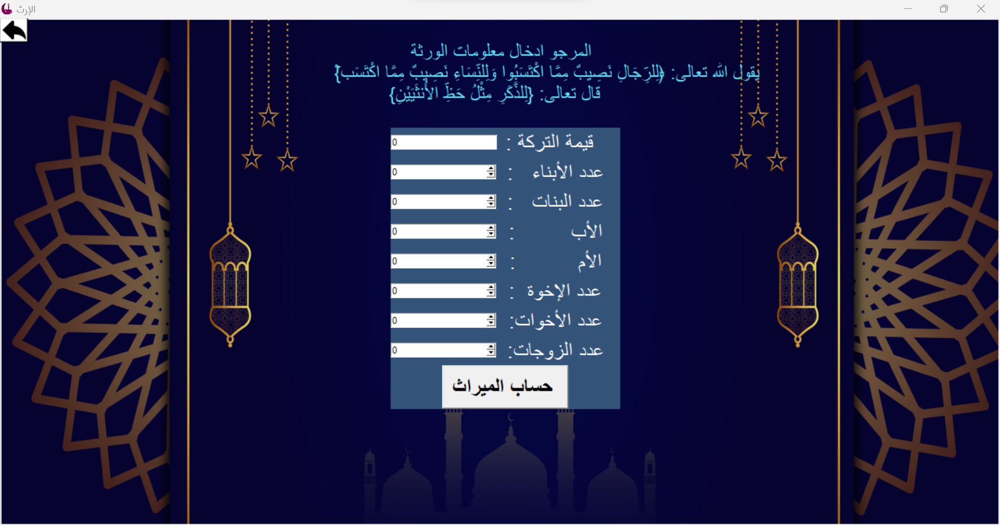 الإرث
المرجو ادخال معلومات الورثة
يقول الله تعالى: ﴿لِلرِّجَالِ نَصِيبٌ مِمَّا اكْتَسَبُوا وَلِلنِّسَاءِ نَصِيبٌ مِمَّا اكْتَسَب}
قال تعالى: {لِلذَّكَرِ مِثْلُ حَظِّ الأُنثَيَيْنِ}
قيمة التركة : 0
عدد الأبناء : 0
عدد البنات : 0
الأب : 0
الأم : 0
عدد الإخوة : 0
عدد الأخوات: 0
عدد الزوجات: 0
حساب الميراث